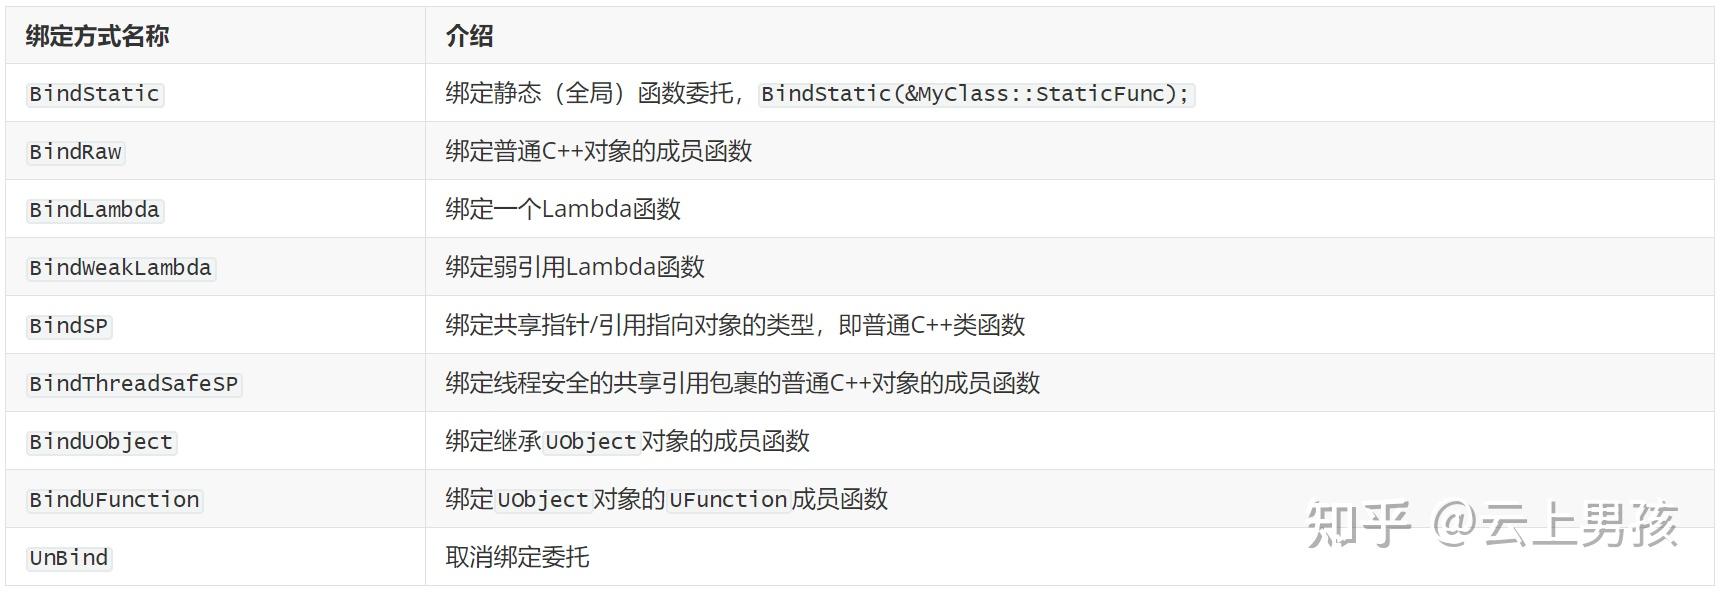 绑定方式名称 介绍
BindStatic 绑定静态（全局）函数委托，BindStatic(&MyClass::StaticFunc);
BindRaw 绑定普通C++对象的成员函数
BindLambda 绑定一个Lambda函数
BindWeakLambda 绑定弱引用Lambda函数
BindSP 绑定共享指针/引用指向对象的类型，即普通C++类函数
BindThreadSafeSP 绑定线程安全的共享引用包裹的普通C++对象的成员函数
BindUObject 绑定继承UObject对象的成员函数
BindUFunction 绑定UObject对象的UFunction成员函数
UnBind 取消绑定委托
知乎 @云上男孩